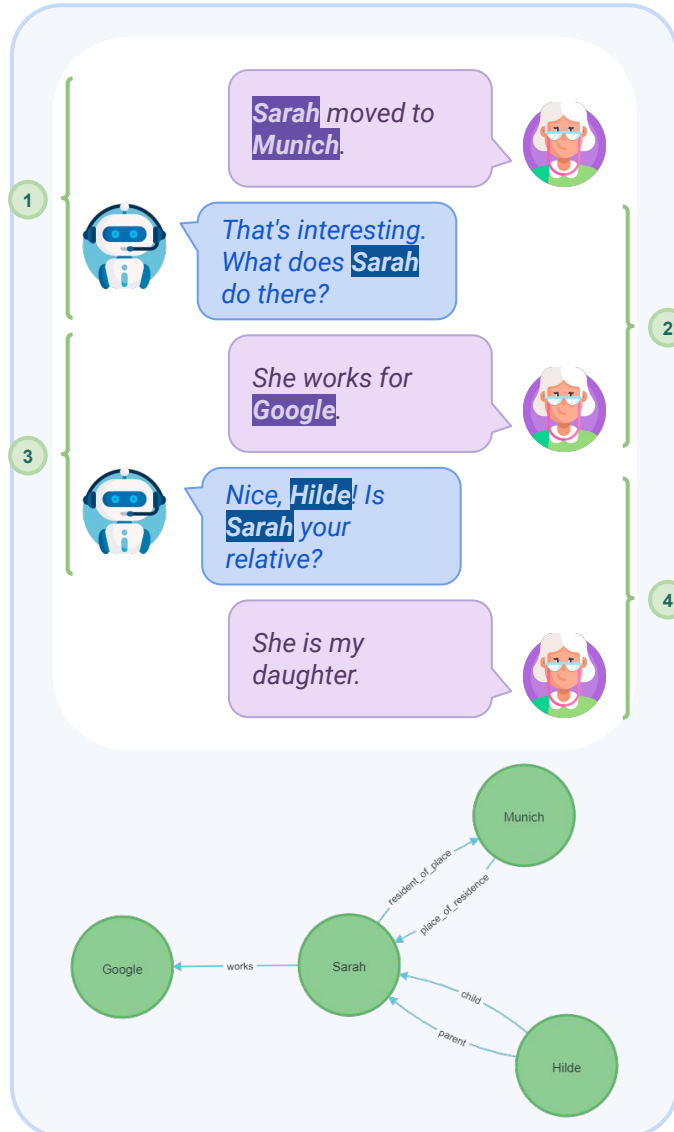 Sarah moved to
Munich.
1
That's interesting.
What does Sarah
do there?
2
She works for
Google.
3
Nice, Hilde! Is
Sarah your
relative?
4
She is my
daughter.
Munich
resident_of_place
place_of_residence
Google
works
Sarah
child
parent
Hilde